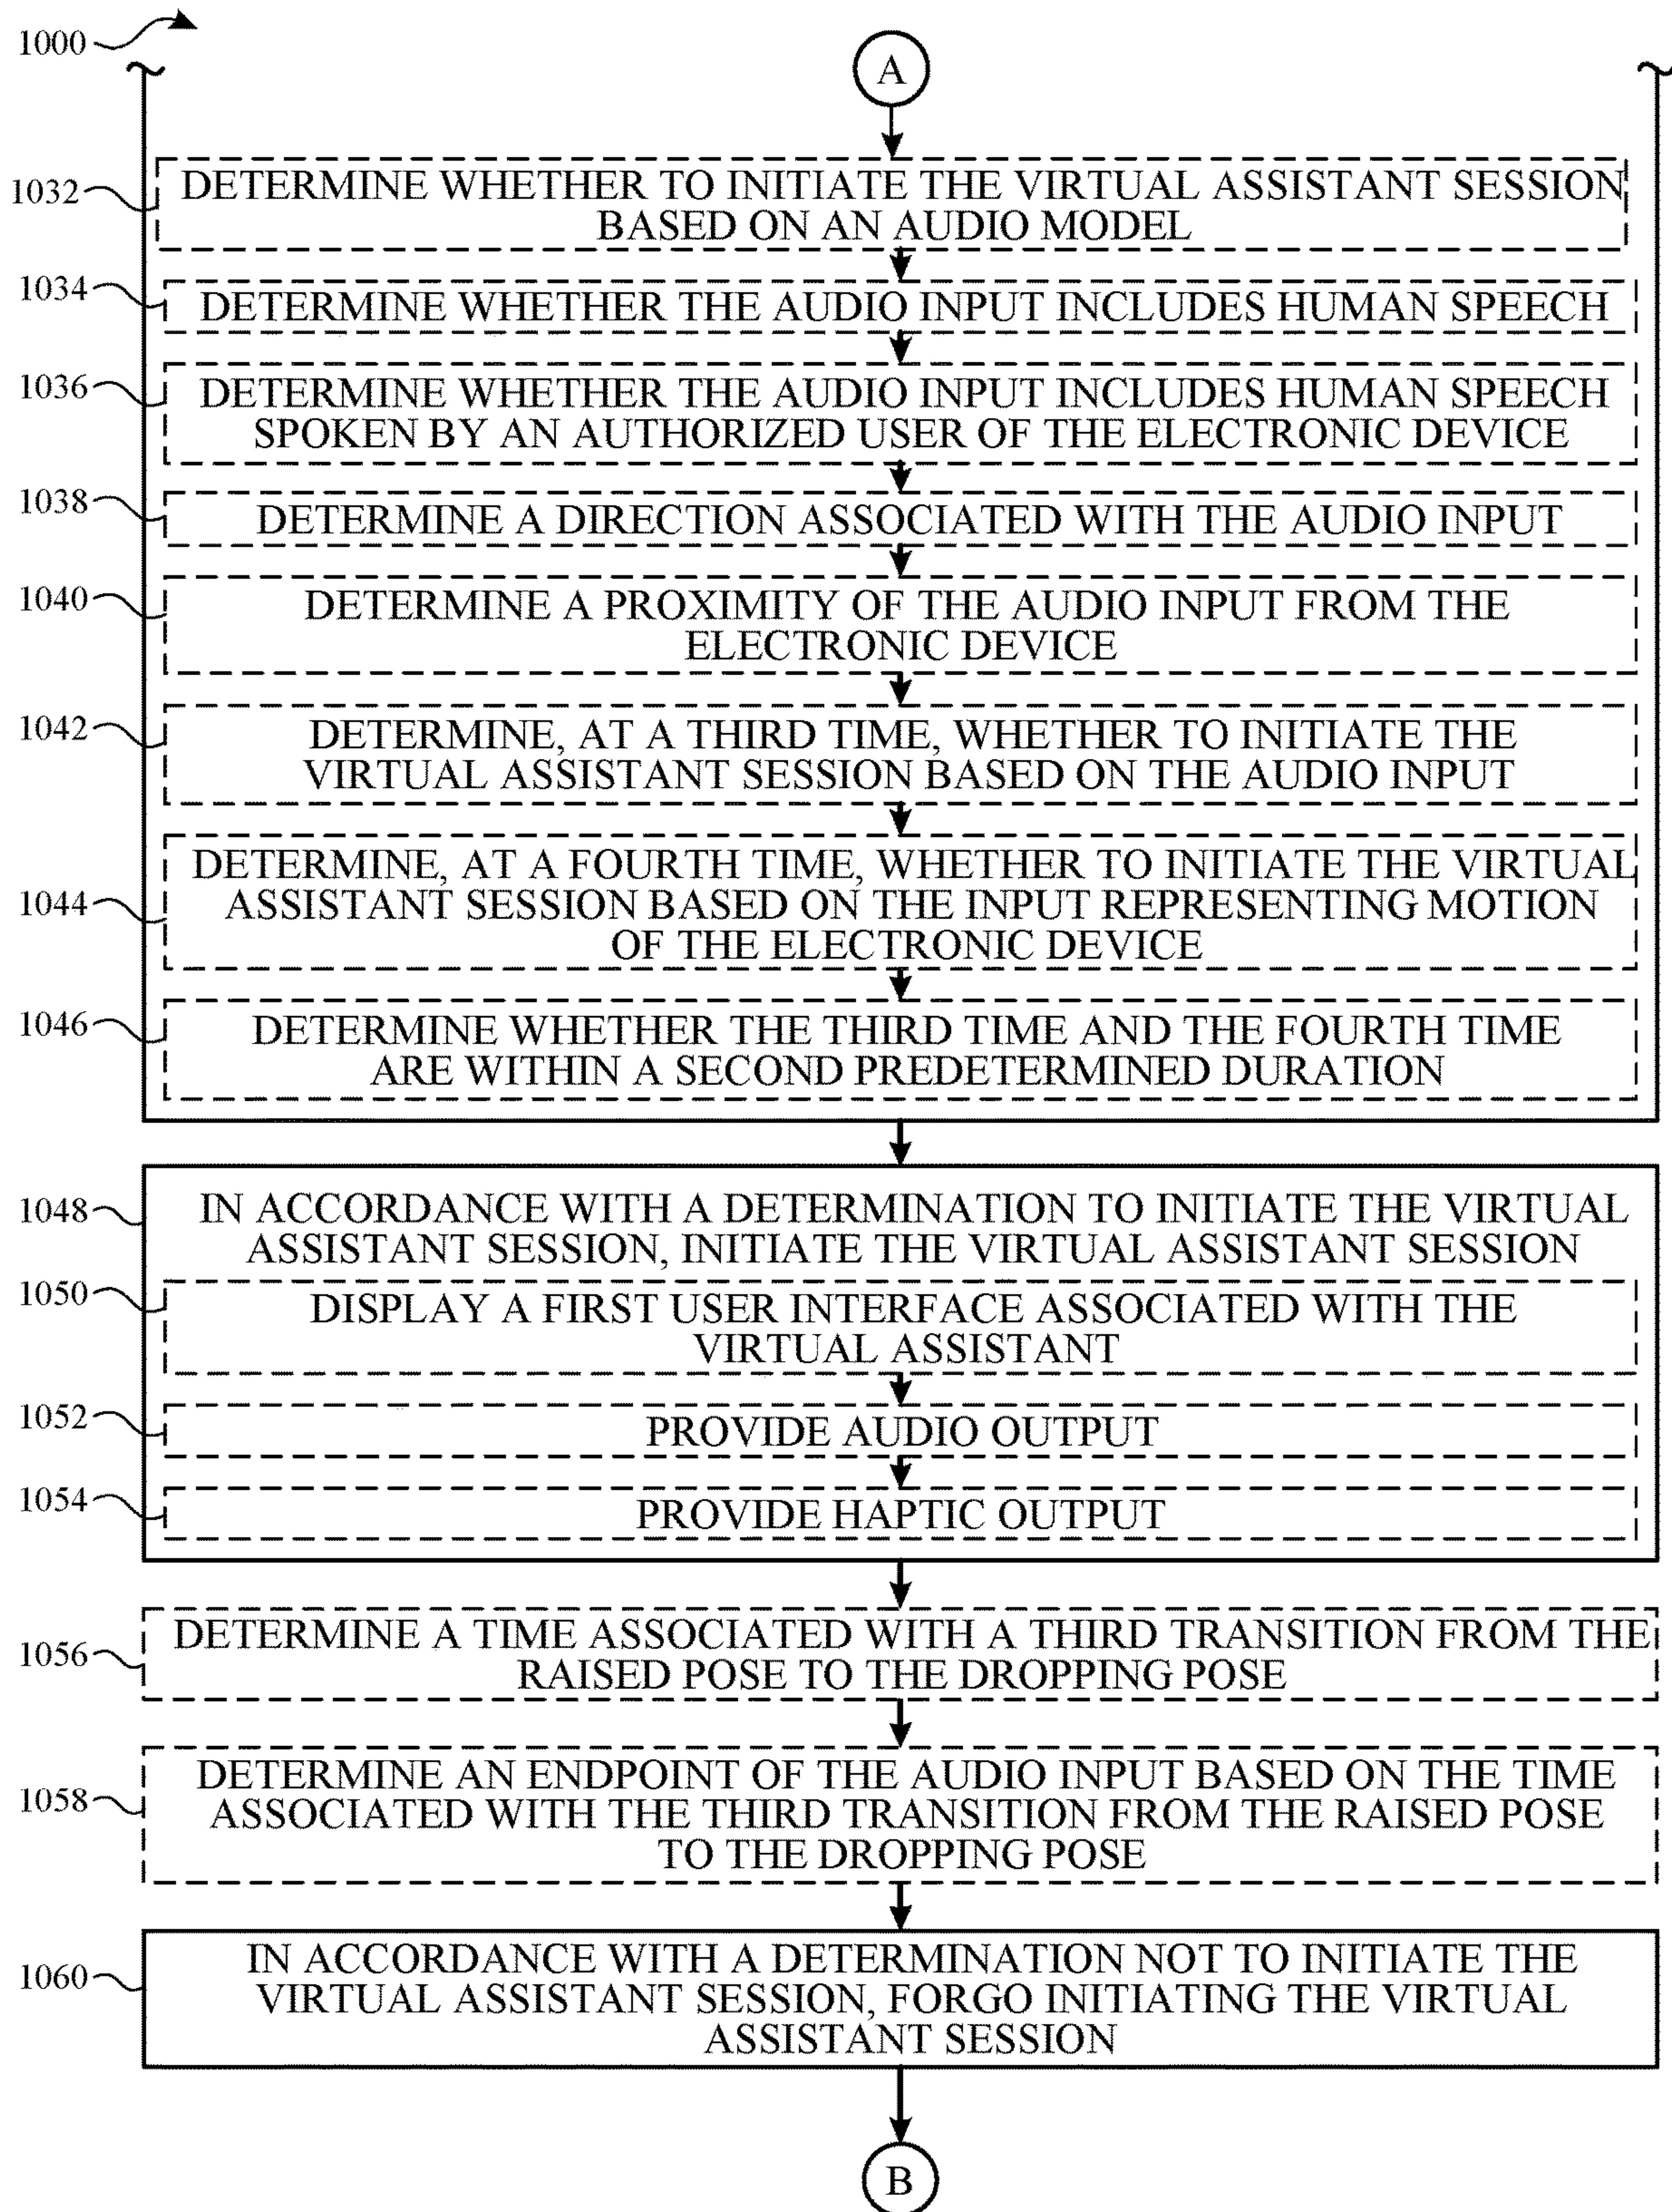 1000
A
1032
DETERMINE WHETHER TO INITIATE THE VIRTUAL ASSISTANT SESSION
BASED ON AN AUDIO MODEL
1034
DETERMINE WHETHER THE AUDIO INPUT INCLUDES HUMAN SPEECH
1036
DETERMINE WHETHER THE AUDIO INPUT INCLUDES HUMAN SPEECH
SPOKEN BY AN AUTHORIZED USER OF THE ELECTRONIC DEVICE
1038
DETERMINE A DIRECTION ASSOCIATED WITH THE AUDIO INPUT
1040
DETERMINE A PROXIMITY OF THE AUDIO INPUT FROM THE
ELECTRONIC DEVICE
1042
DETERMINE, AT A THIRD TIME, WHETHER TO INITIATE THE
VIRTUAL ASSISTANT SESSION BASED ON THE AUDIO INPUT
1044
DETERMINE, AT A FOURTH TIME, WHETHER TO INITIATE THE VIRTUAL
ASSISTANT SESSION BASED ON THE INPUT REPRESENTING MOTION
OF THE ELECTRONIC DEVICE
1046
DETERMINE WHETHER THE THIRD TIME AND THE FOURTH TIME
ARE WITHIN A SECOND PREDETERMINED DURATION
1048
IN ACCORDANCE WITH A DETERMINATION TO INITIATE THE VIRTUAL
ASSISTANT SESSION, INITIATE THE VIRTUAL ASSISTANT SESSION
1050
DISPLAY A FIRST USER INTERFACE ASSOCIATED WITH THE
VIRTUAL ASSISTANT
1052
PROVIDE AUDIO OUTPUT
1054
PROVIDE HAPTIC OUTPUT
1056
DETERMINE A TIME ASSOCIATED WITH A THIRD TRANSITION FROM THE
RAISED POSE TO THE DROPPING POSE
1058
DETERMINE AN ENDPOINT OF THE AUDIO INPUT BASED ON THE TIME
ASSOCIATED WITH THE THIRD TRANSITION FROM THE RAISED POSE
TO THE DROPPING POSE
1060
IN ACCORDANCE WITH A DETERMINATION NOT TO INITIATE THE
VIRTUAL ASSISTANT SESSION, FORGO INITIATING THE VIRTUAL
ASSISTANT SESSION
B